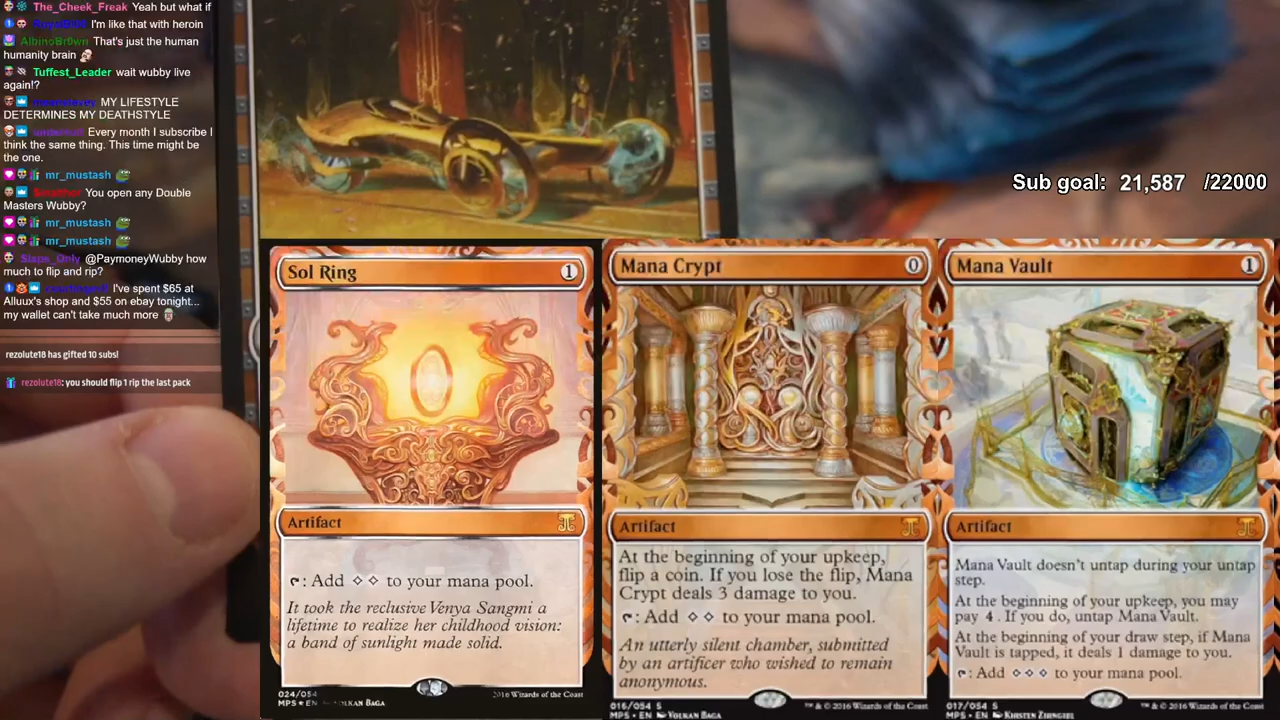 The_Cheek_Freak Yeah but what if
I'm like that with heroin
AlbinoBr0wn That's just the human
humanity brain
Tuffest_Leader wait wubby live
again!?
MY LIFESTYLE
DETERMINES MY DEATHSTYLE
Every month I subscribe I
think the same thing. This time might be
the one.
mr_mustash
You open any Double
Masters Wubby?
mr_mustash
mr_mustash
Slaps_Only @PaymoneyWubby how
much to flip and rip?
I've spent $65 at
Alluux's shop and $55 on ebay tonight...
my wallet can't take much more
rezolute18 has gifted 10 subs!
rezolute18: you should flip 1 rip the last pack
Sub goal: 21,587 /22000
Sol Ring 1
Artifact
: Add to your mana pool.
It took the reclusive Venya Sangmi a
lifetime to realize her childhood vision:
a band of sunlight made solid.
024/054
MPS • EN VOLKAN BAGA
2016 Wizards of the Coast
Mana Crypt 0
Artifact
At the beginning of your upkeep,
flip a coin. If you lose the flip, Mana
Crypt deals 3 damage to you.
: Add to your mana pool.
An utterly silent chamber, submitted
by an artificer who wished to remain
anonymous.
016/054 S
MPS • EN VOLKAN BAGA
™ & © 2016 Wizards of the Coast
Mana Vault 1
Artifact
Mana Vault doesn't untap during your untap
step.
At the beginning of your upkeep, you may
pay 4. If you do, untap Mana Vault.
At the beginning of your draw step, if Mana
Vault is tapped, it deals 1 damage to you.
: Add to your mana pool.
017/054 S
MPS • EN
™ & © 2016 Wizards of the Coast